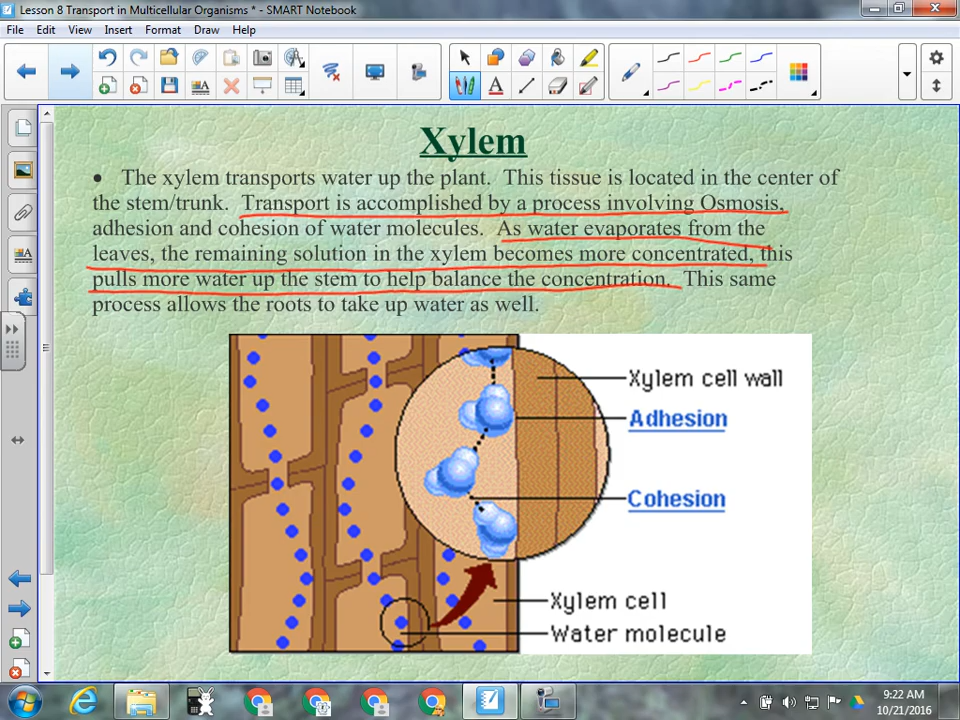 Lesson 8 Transport in Multicellular Organisms * - SMART Notebook
File Edit View Insert Format Draw Help
Xylem
• The xylem transports water up the plant. This tissue is located in the center of
the stem/trunk. Transport is accomplished by a process involving Osmosis,
adhesion and cohesion of water molecules. As water evaporates from the
leaves, the remaining solution in the xylem becomes more concentrated, this
pulls more water up the stem to help balance the concentration. This same
process allows the roots to take up water as well.
Xylem cell wall
Adhesion
Cohesion
Xylem cell
Water molecule
9:22 AM
10/21/2016